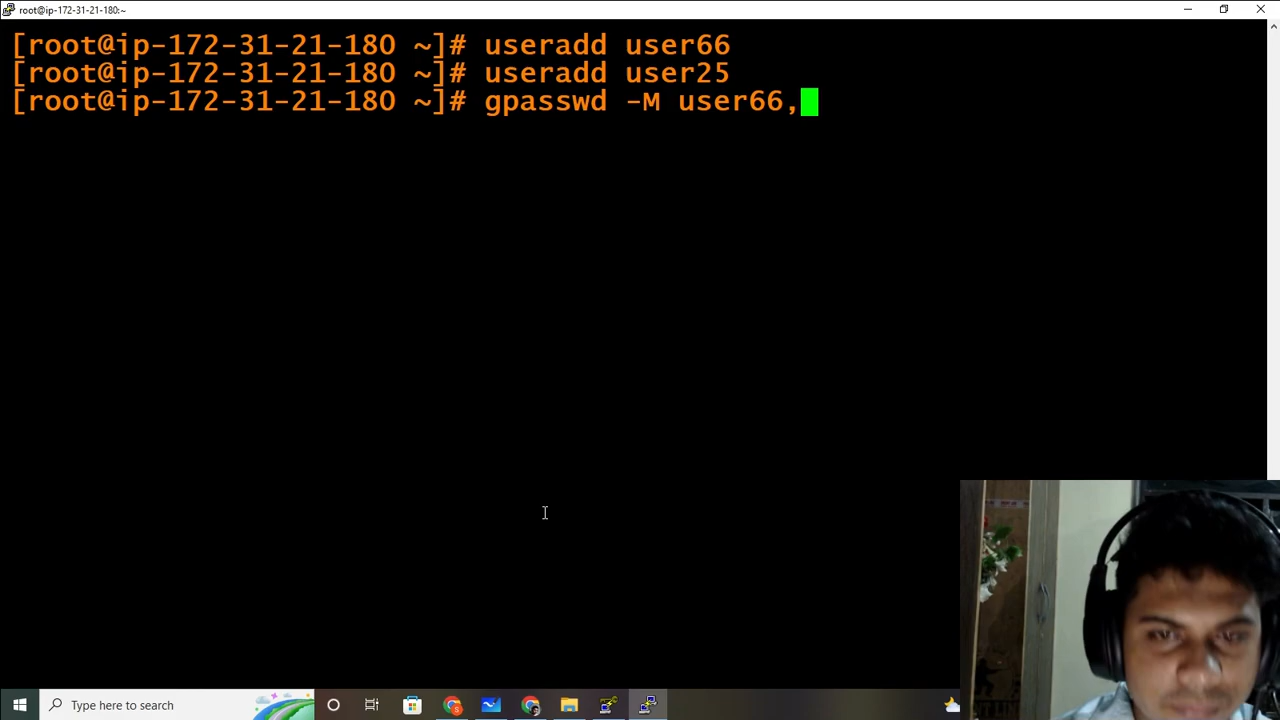 root@ip-172-31-21-180:~
[root@ip-172-31-21-180 ~]# useradd user66
[root@ip-172-31-21-180 ~]# useradd user25
[root@ip-172-31-21-180 ~]# gpasswd -M user66,
Type here to search